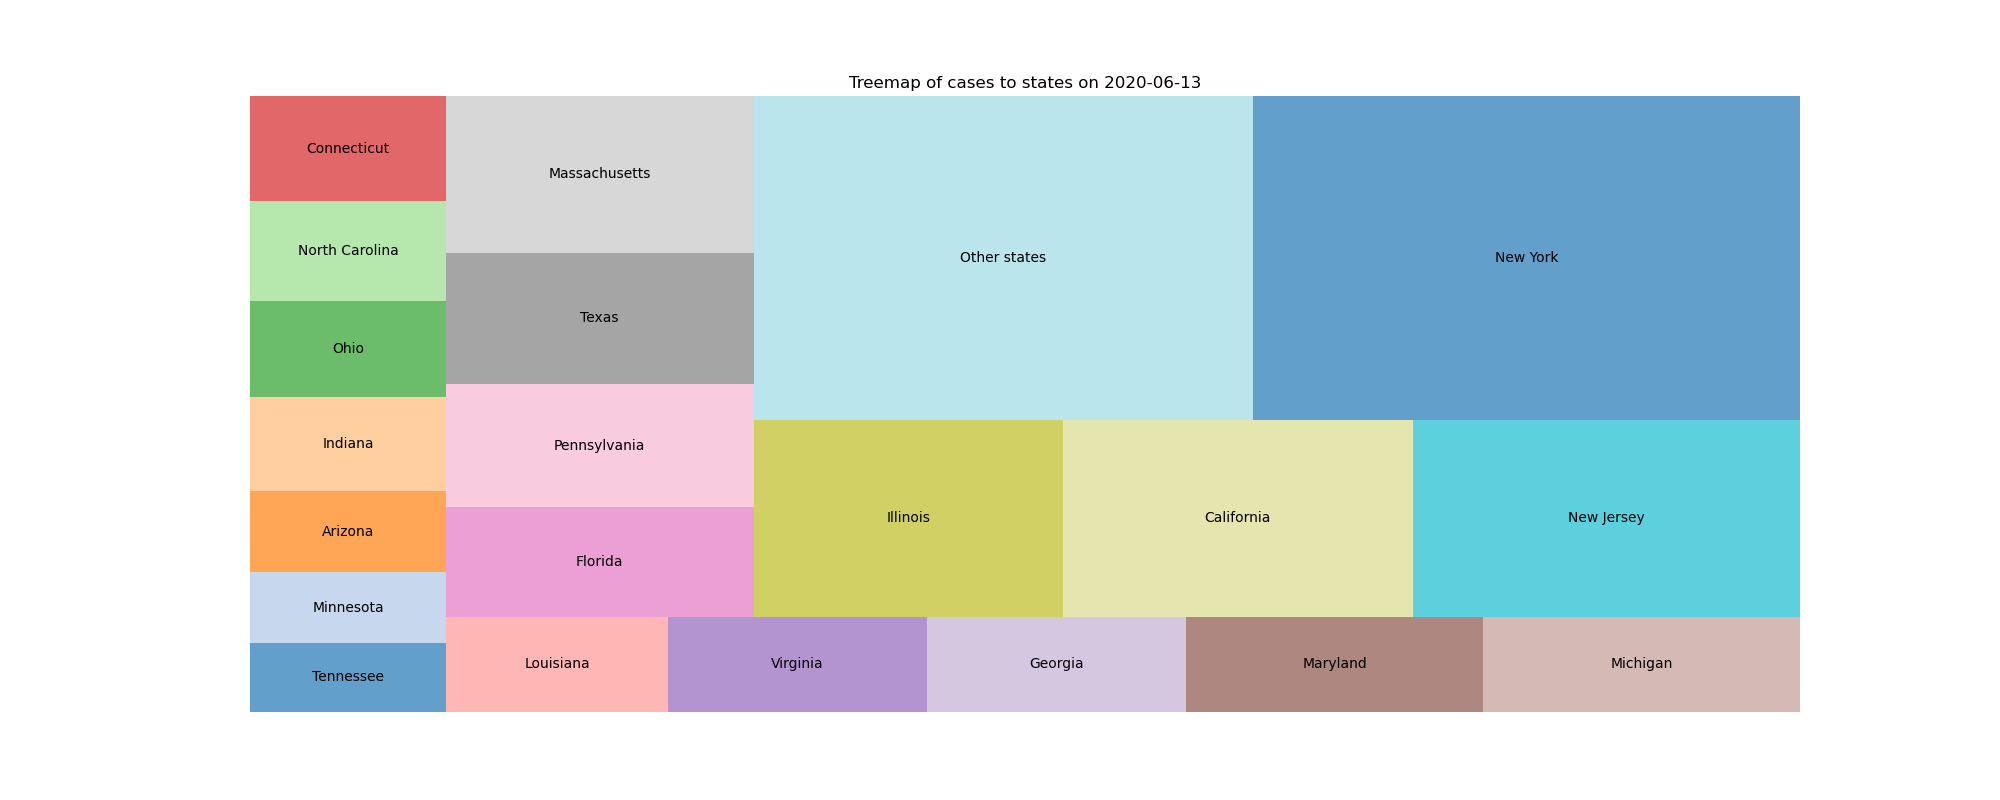 Treemap of cases to states on 2020-06-13
Connecticut
North Carolina
Ohio
Indiana
Arizona
Minnesota
Tennessee
Massachusetts
Texas
Pennsylvania
Florida
Other states
New York
Illinois
California
New Jersey
Louisiana
Virginia
Georgia
Maryland
Michigan